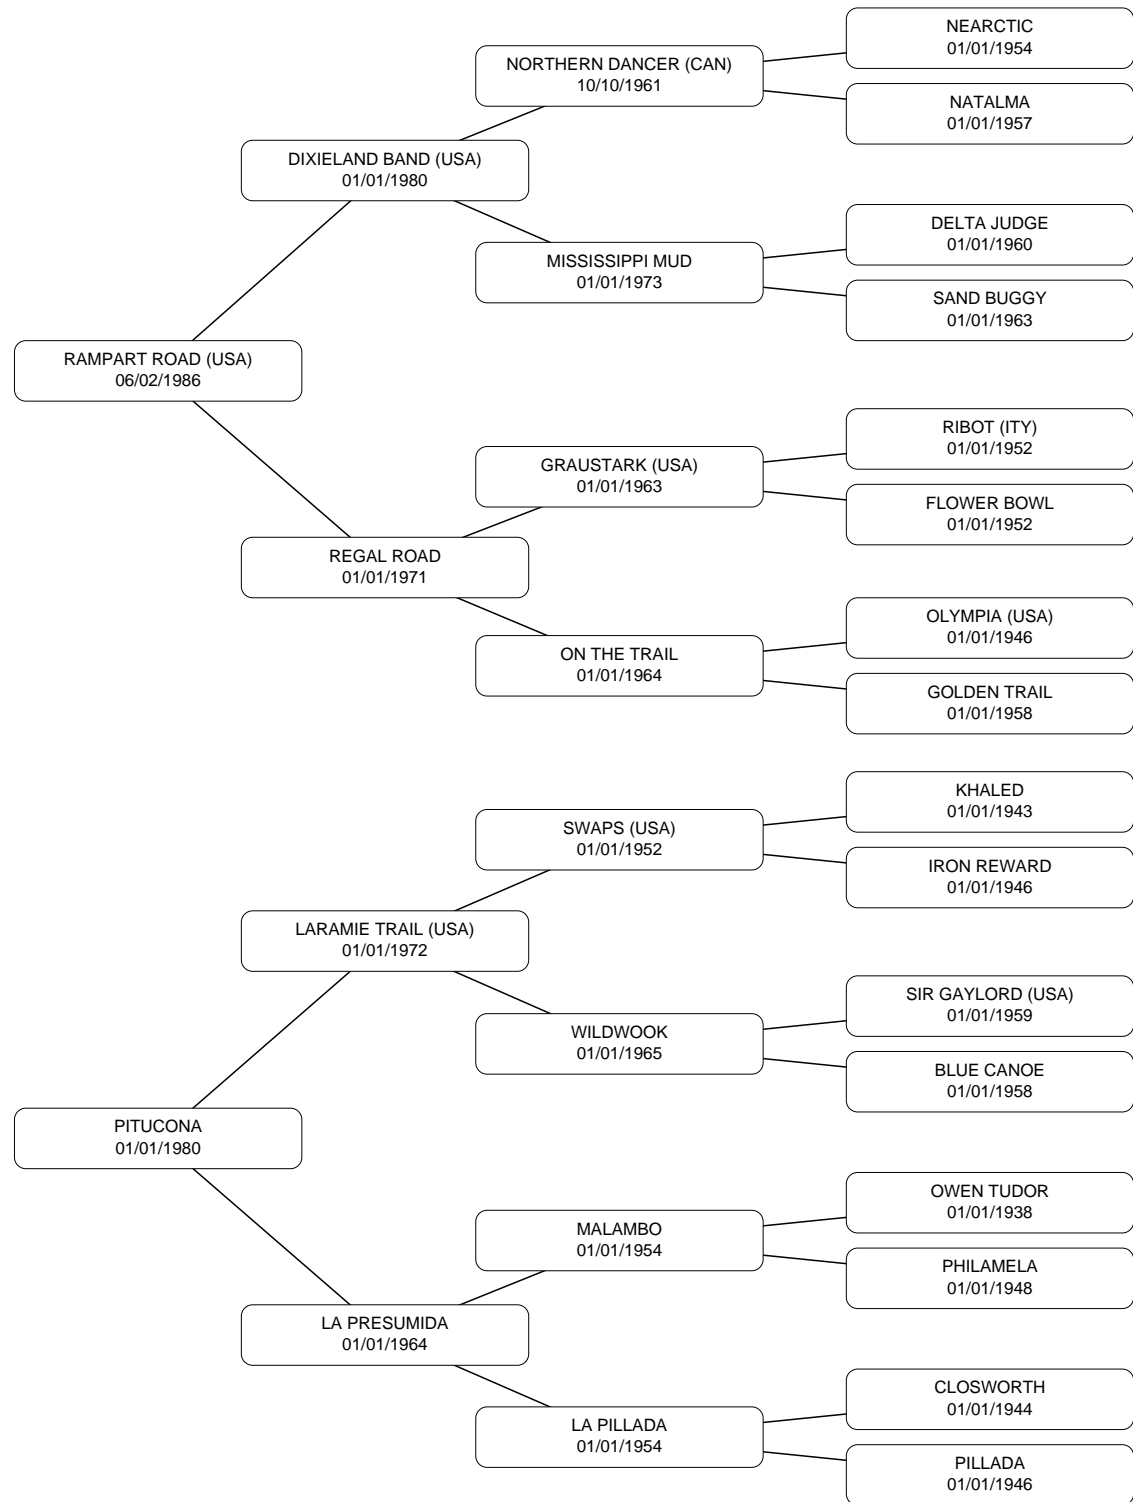 NEARCTIC
01/01/1954
NORTHERN DANCER (CAN)
10/10/1961
NATALMA
01/01/1957
DIXIELAND BAND (USA)
01/01/1980
DELTA JUDGE
01/01/1960
MISSISSIPPI MUD
01/01/1973
SAND BUGGY
01/01/1963
RAMPART ROAD (USA)
06/02/1986
RIBOT (ITY)
01/01/1952
GRAUSTARK (USA)
01/01/1963
FLOWER BOWL
01/01/1952
REGAL ROAD
01/01/1971
OLYMPIA (USA)
01/01/1946
ON THE TRAIL
01/01/1964
GOLDEN TRAIL
01/01/1958
KHALED
01/01/1943
SWAPS (USA)
01/01/1952
IRON REWARD
01/01/1946
LARAMIE TRAIL (USA)
01/01/1972
SIR GAYLORD (USA)
01/01/1959
WILDWOOK
01/01/1965
BLUE CANOE
01/01/1958
PITUCONA
01/01/1980
OWEN TUDOR
01/01/1938
MALAMBO
01/01/1954
PHILAMELA
01/01/1948
LA PRESUMIDA
01/01/1964
CLOSWORTH
01/01/1944
LA PILLADA
01/01/1954
PILLADA
01/01/1946